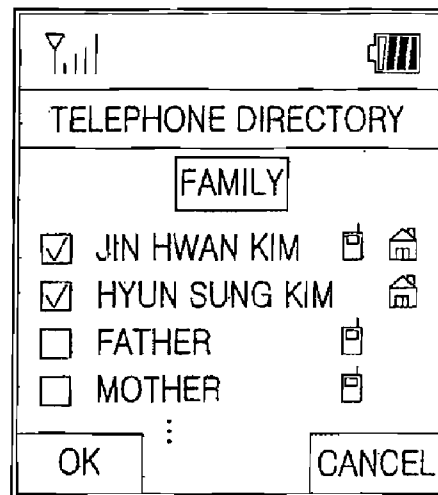 TELEPHONE DIRECTORY
FAMILY
JIN HWAN KIM
HYUN SUNG KIM
FATHER
MOTHER
⋮
OK CANCEL